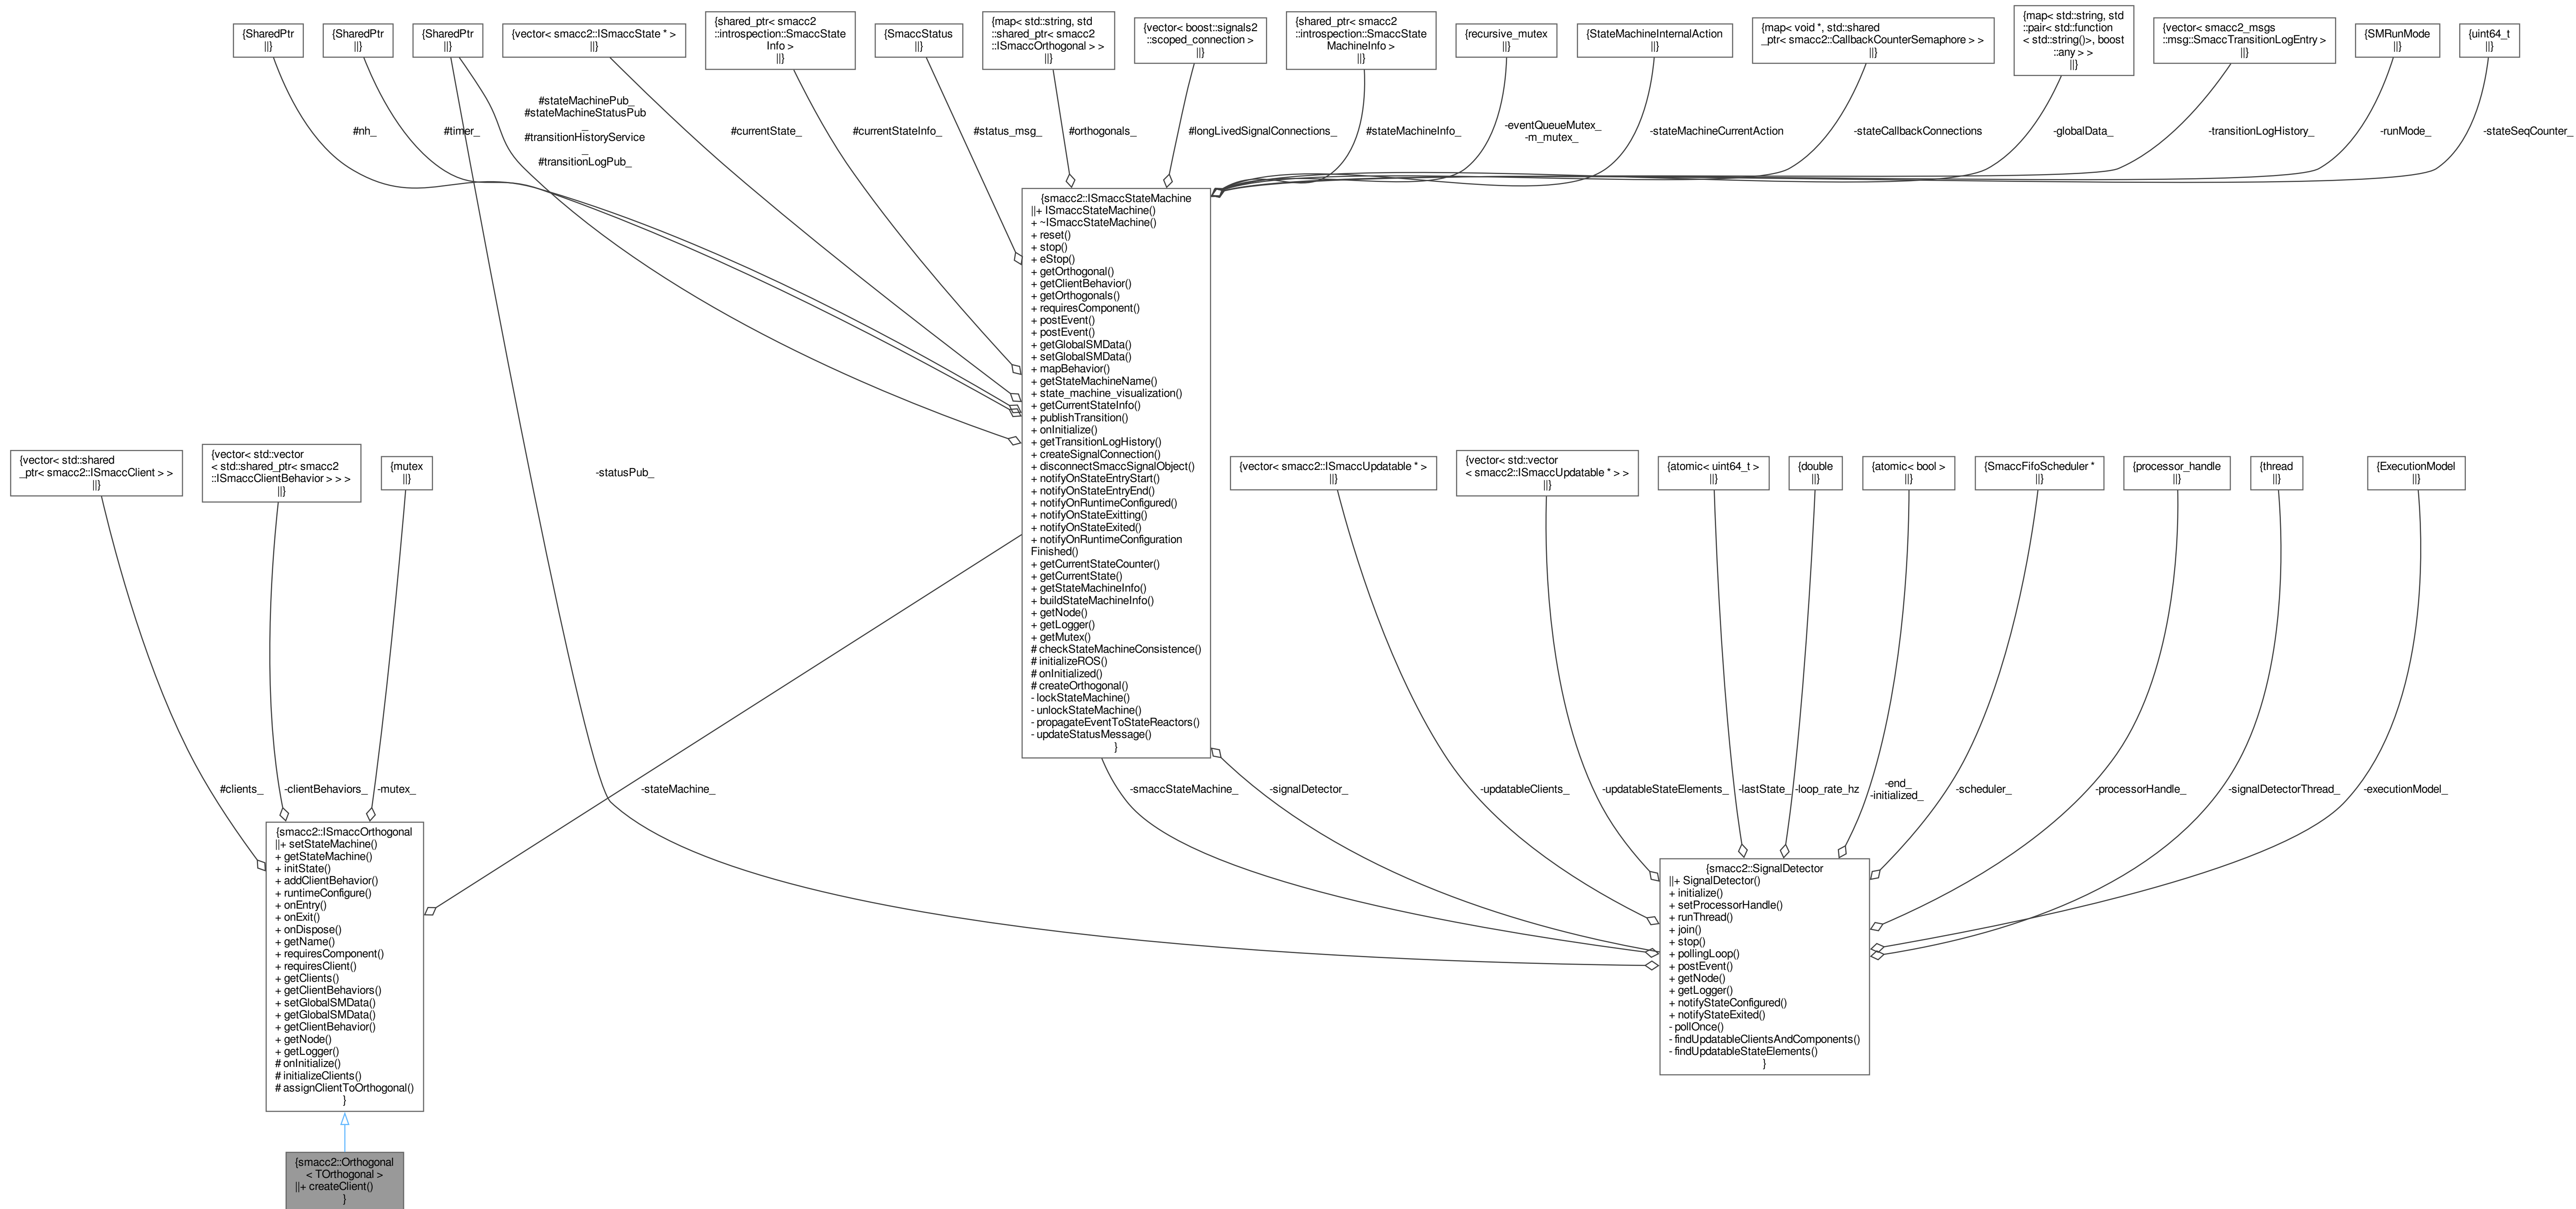 {SharedPtr
||}
{SharedPtr
||}
{SharedPtr
||}
{vector< smacc2::ISmaccState * >
||}
{shared_ptr< smacc2
::introspection::SmaccState
Info >
||}
{SmaccStatus
||}
{map< std::string, std
::shared_ptr< smacc2
::ISmaccOrthogonal > >
||}
{vector< boost::signals2
::scoped_connection >
||}
{shared_ptr< smacc2
::introspection::SmaccState
MachineInfo >
||}
{recursive_mutex
||}
{StateMachineInternalAction
||}
{map< void *, std::shared
_ptr< smacc2::CallbackCounterSemaphore > >
||}
{map< std::string, std
::pair< std::function
< std::string()>, boost
::any > >
||}
{vector< smacc2_msgs
::msg::SmaccTransitionLogEntry >
||}
{SMRunMode
||}
{uint64_t
||}
#nh_
#timer_
#stateMachinePub_
#stateMachineStatusPub
_
#transitionHistoryService
_
#transitionLogPub_
#currentState_
#currentStateInfo_
#status_msg_
#orthogonals_
#longLivedSignalConnections_
#stateMachineInfo_
-eventQueueMutex_
-m_mutex_
-stateMachineCurrentAction
-stateCallbackConnections
-globalData_
-transitionLogHistory_
-runMode_
-stateSeqCounter_
{smacc2::ISmaccStateMachine
||+ ISmaccStateMachine()
+ ~ISmaccStateMachine()
+ reset()
+ stop()
+ eStop()
+ getOrthogonal()
+ getClientBehavior()
+ getOrthogonals()
+ requiresComponent()
+ postEvent()
+ postEvent()
+ getGlobalSMData()
+ setGlobalSMData()
+ mapBehavior()
+ getStateMachineName()
+ state_machine_visualization()
+ getCurrentStateInfo()
+ publishTransition()
+ onInitialize()
+ getTransitionLogHistory()
+ createSignalConnection()
+ disconnectSmaccSignalObject()
+ notifyOnStateEntryStart()
+ notifyOnStateEntryEnd()
+ notifyOnRuntimeConfigured()
+ notifyOnStateExitting()
+ notifyOnStateExited()
+ notifyOnRuntimeConfiguration
Finished()
+ getCurrentStateCounter()
+ getCurrentState()
+ getStateMachineInfo()
+ buildStateMachineInfo()
+ getNode()
+ getLogger()
+ getMutex()
# checkStateMachineConsistence()
# initializeROS()
# onInitialized()
# createOrthogonal()
- lockStateMachine()
- unlockStateMachine()
- propagateEventToStateReactors()
- updateStatusMessage()
}
{vector< std::shared
_ptr< smacc2::ISmaccClient > >
||}
{vector< std::vector
< std::shared_ptr< smacc2
::ISmaccClientBehavior > > >
||}
{mutex
||}
-statusPub_
{vector< smacc2::ISmaccUpdatable * >
||}
{vector< std::vector
< smacc2::ISmaccUpdatable * > >
||}
{atomic< uint64_t >
||}
{double
||}
{atomic< bool >
||}
{SmaccFifoScheduler *
||}
{processor_handle
||}
{thread
||}
{ExecutionModel
||}
#clients_
-clientBehaviors_
-mutex_
-stateMachine_
-smaccStateMachine_
-signalDetector_
-updatableClients_
-updatableStateElements_
-lastState_
-loop_rate_hz
-end_
-initialized_
-scheduler_
-processorHandle_
-signalDetectorThread_
-executionModel_
{smacc2::ISmaccOrthogonal
||+ setStateMachine()
+ getStateMachine()
+ initState()
+ addClientBehavior()
+ runtimeConfigure()
+ onEntry()
+ onExit()
+ onDispose()
+ getName()
+ requiresComponent()
+ requiresClient()
+ getClients()
+ getClientBehaviors()
+ setGlobalSMData()
+ getGlobalSMData()
+ getClientBehavior()
+ getNode()
+ getLogger()
# onInitialize()
# initializeClients()
# assignClientToOrthogonal()
}
{smacc2::SignalDetector
||+ SignalDetector()
+ initialize()
+ setProcessorHandle()
+ runThread()
+ join()
+ stop()
+ pollingLoop()
+ postEvent()
+ getNode()
+ getLogger()
+ notifyStateConfigured()
+ notifyStateExited()
- pollOnce()
- findUpdatableClientsAndComponents()
- findUpdatableStateElements()
}
{smacc2::Orthogonal
< TOrthogonal >
||+ createClient()
}